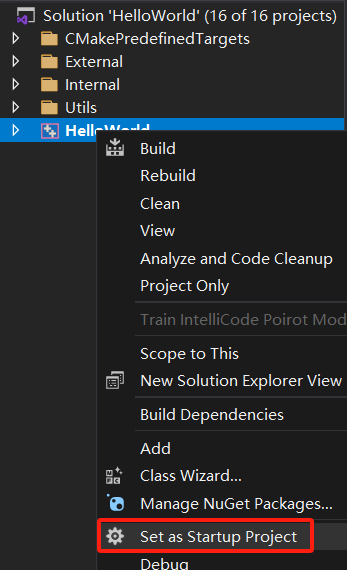 Solution 'HelloWorld' (16 of 16 projects)
CMakePredefinedTargets
External
Internal
Utils
HelloWorld
Build
Rebuild
Clean
View
Analyze and Code Cleanup
Project Only
Train IntelliCode Poirot Mod
Scope to This
New Solution Explorer View
Build Dependencies
Add
Class Wizard...
Manage NuGet Packages...
Set as Startup Project
Debug